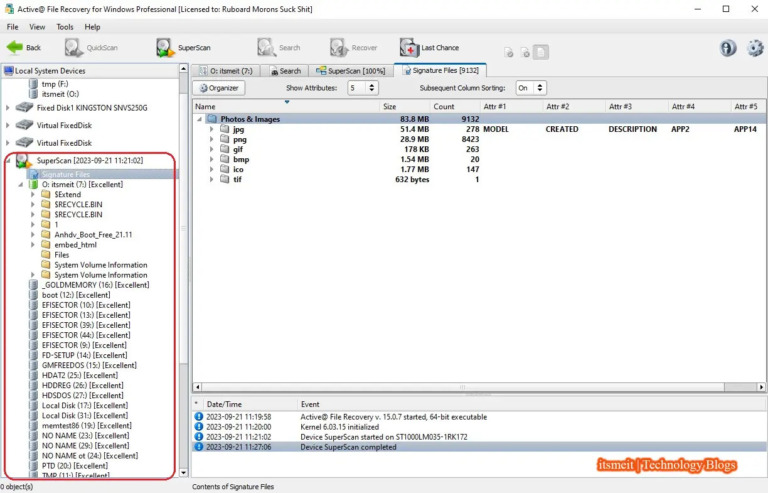 Active@ File Recovery for Windows Professional [Licensed to: Ruboard Morons Suck Shit]
File View Tools Help
Back QuickScan SuperScan Search Recover Last Chance
Local System Devices
tmp (F:)
itsmeit (O:)
Fixed Disk1 KINGSTON SNVS250G
Virtual FixedDisk
Virtual FixedDisk
SuperScan [2023-09-21 11:21:02]
Signature Files
O: itsmeit (7:) [Excellent]
$Extend
$RECYCLE.BIN
$RECYCLE.BIN
1
Anhdv_Boot_Free_21.11
embed_html
Files
System Volume Information
System Volume Information
_GOLDMEMORY (16:) [Excellent]
boot (12:) [Excellent]
EFISECTOR (10:) [Excellent]
EFISECTOR (13:) [Excellent]
EFISECTOR (39:) [Excellent]
EFISECTOR (44:) [Excellent]
EFISECTOR (9:) [Excellent]
FD-SETUP (14:) [Excellent]
GMFREEDOS (15:) [Excellent]
HDAT2 (25:) [Excellent]
HDDREG (26:) [Excellent]
HDSDOS (27:) [Excellent]
Local Disk (17:) [Excellent]
Local Disk (31:) [Excellent]
memtest86 (19:) [Excellent]
NO NAME (23:) [Excellent]
NO NAME (29:) [Excellent]
NO NAME ot (24:) [Excellent]
PTD (20:) [Excellent]
TMP (11:) [Excellent]
O: itsmeit (7:) Search SuperScan [100%] Signature Files [9132]
Organizer Show Attributes: 5 Subsequent Column Sorting: On
Name Size Count Attr #1 Attr #2 Attr #3 Attr #4 Attr #5
Photos & Images 83.8 MB 9132
jpg 51.4 MB 278 MODEL CREATED DESCRIPTION APP2 APP14
png 28.9 MB 8423
gif 178 KB 263
bmp 1.54 MB 20
ico 1.77 MB 147
tif 632 bytes 1
* Date/Time Event
2023-09-21 11:19:58 Active@ File Recovery v. 15.0.7 started, 64-bit executable
2023-09-21 11:20:00 Kernel 6.03.15 initialized
2023-09-21 11:21:02 Device SuperScan started on ST1000LM035-1RK172
2023-09-21 11:27:06 Device SuperScan completed
itsmeit | Technology Blogs
0 object(s) Contents of Signature Files